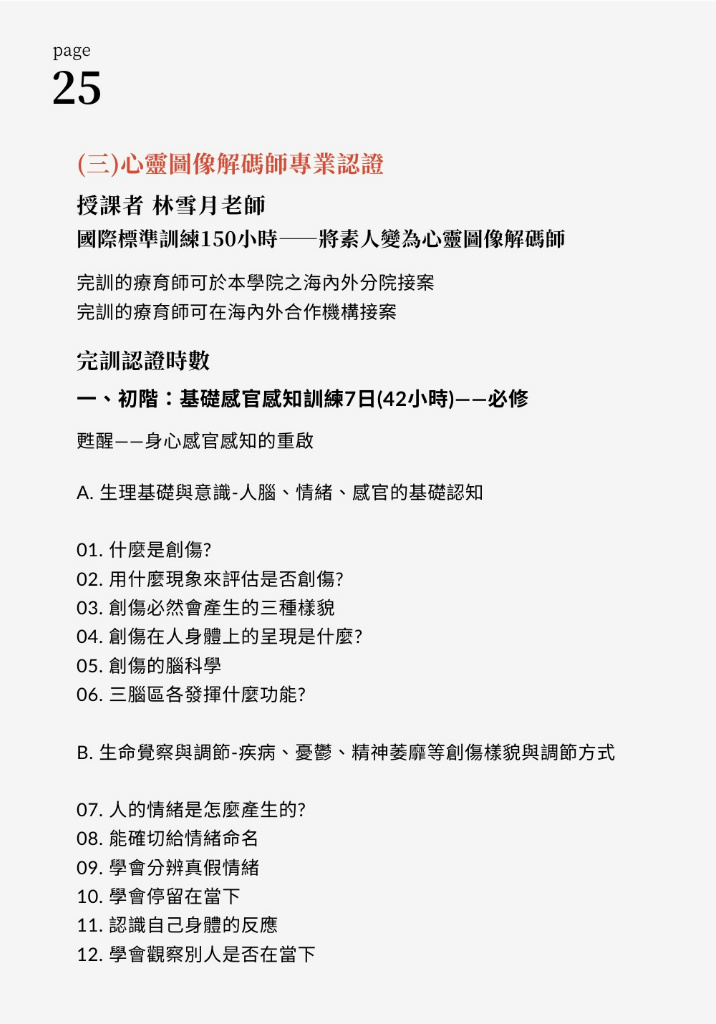 page
25
(三)心靈圖像解碼師專業認證
授課者 林雪月老師
國際標準訓練150小時——將素人變為心靈圖像解碼師
完訓的療育師可於本學院之海內外分院接案
完訓的療育師可在海內外合作機構接案
完訓認證時數
一、初階：基礎感官感知訓練7日(42小時)——必修
甦醒——身心感官感知的重啟
A. 生理基礎與意識-人腦、情緒、感官的基礎認知
01. 什麼是創傷?
02. 用什麼現象來評估是否創傷?
03. 創傷必然會產生的三種樣貌
04. 創傷在人身體上的呈現是什麼?
05. 創傷的腦科學
06. 三腦區各發揮什麼功能?
B. 生命覺察與調節-疾病、憂鬱、精神萎靡等創傷樣貌與調節方式
07. 人的情緒是怎麼產生的?
08. 能確切給情緒命名
09. 學會分辨真假情緒
10. 學會停留在當下
11. 認識自己身體的反應
12. 學會觀察別人是否在當下